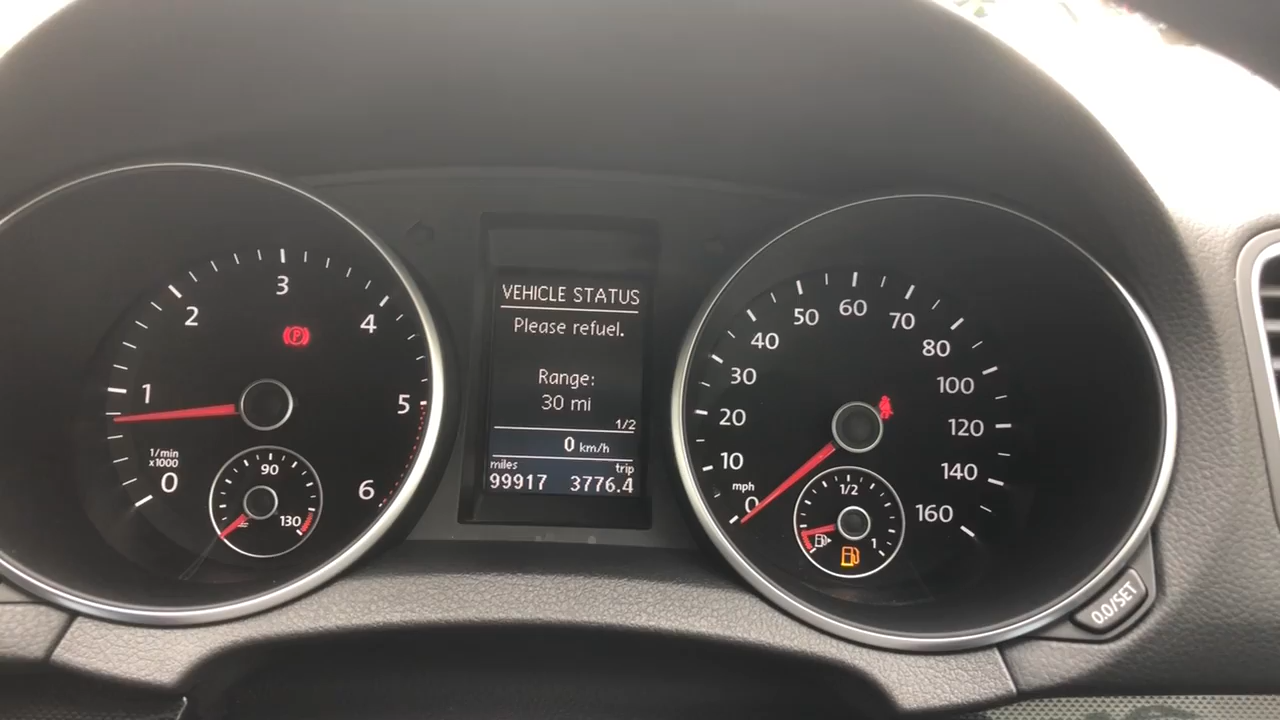 1
2
3
4
5
6
0
1/min
x1000
90
130
(P)
VEHICLE STATUS
Please refuel.
Range:
30 mi
1/2
0 km/h
miles trip
99917 3776.4
0
10
20
30
40
50
60
70
80
100
120
140
160
mph
1/2
1
0.0/SET